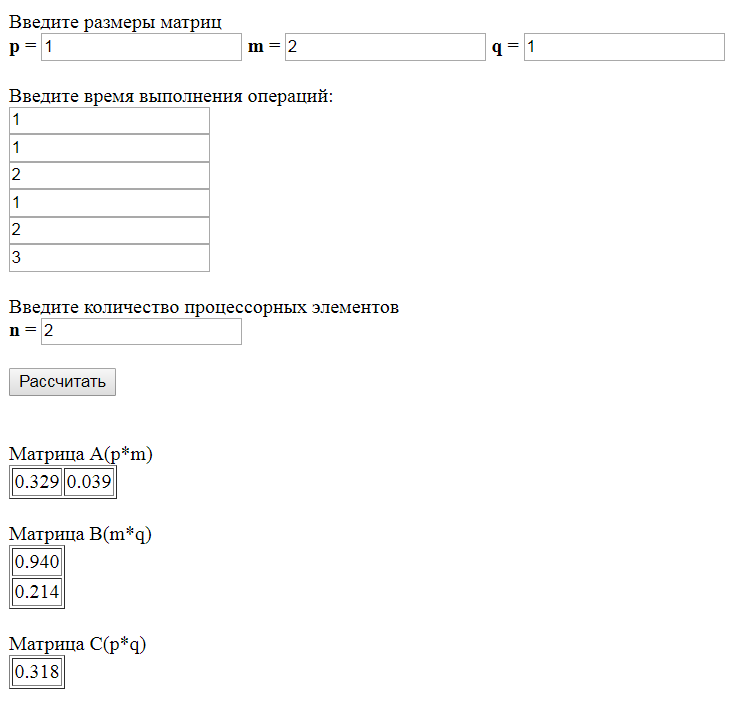 Введите размеры матриц
p = 1 m = 2 q = 1
Введите время выполнения операций:
1
1
2
1
2
3
Введите количество процессорных элементов
n = 2
Рассчитать
Матрица A(p*m)
0.329 0.039
Матрица B(m*q)
0.940
0.214
Матрица C(p*q)
0.318